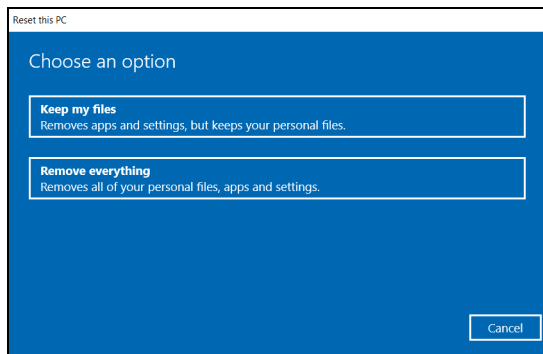 Reset this PC
Choose an option
Keep my files
Removes apps and settings, but keeps your personal files.
Remove everything
Removes all of your personal files, apps and settings.
Cancel